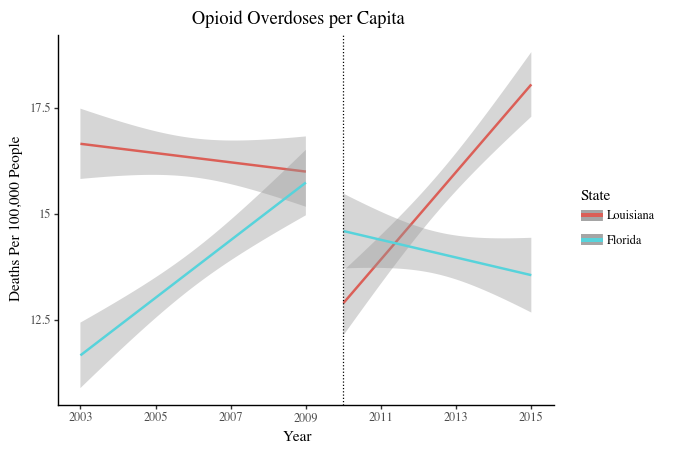 Opioid Overdoses per Capita
Deaths Per 100,000 People
17.5
15
12.5
2003 2005 2007 2009 2011 2013 2015
Year
State
Louisiana
Florida